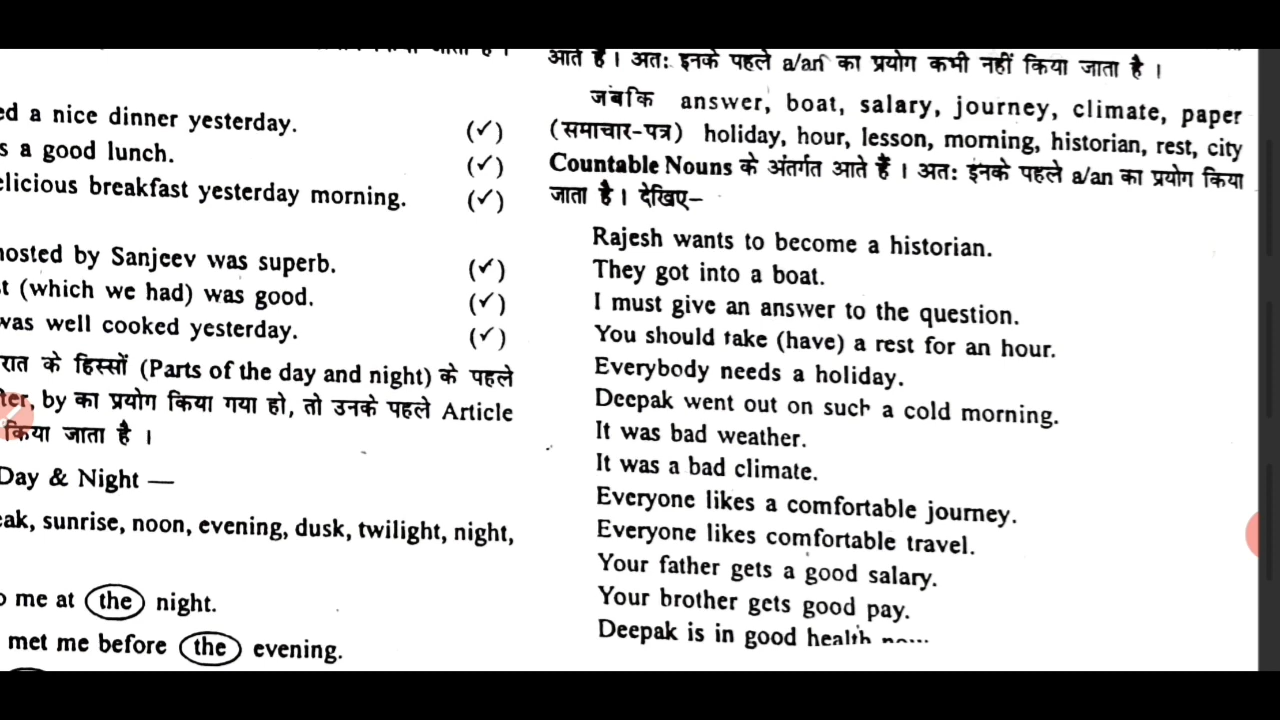 ed a nice dinner yesterday. (✓)
s a good lunch. (✓)
elicious breakfast yesterday morning. (✓)
hosted by Sanjeev was superb. (✓)
t (which we had) was good. (✓)
was well cooked yesterday. (✓)
रात के हिस्सों (Parts of the day and night) के पहले
ter, by का प्रयोग किया गया हो, तो उनके पहले Article
किया जाता है ।
Day & Night —
eak, sunrise, noon, evening, dusk, twilight, night,
o me at (the) night.
met me before (the) evening.
आते हैं । अतः इनके पहले a/an का प्रयोग कभी नहीं किया जाता है ।
जबकि answer, boat, salary, journey, climate, paper
(समाचार-पत्र) holiday, hour, lesson, morning, historian, rest, city
Countable Nouns के अंतर्गत आते हैं । अतः इनके पहले a/an का प्रयोग किया
जाता है । देखिए–
Rajesh wants to become a historian.
They got into a boat.
I must give an answer to the question.
You should take (have) a rest for an hour.
Everybody needs a holiday.
Deepak went out on such a cold morning.
It was bad weather.
It was a bad climate.
Everyone likes a comfortable journey.
Everyone likes comfortable travel.
Your father gets a good salary.
Your brother gets good pay.
Deepak is in good health